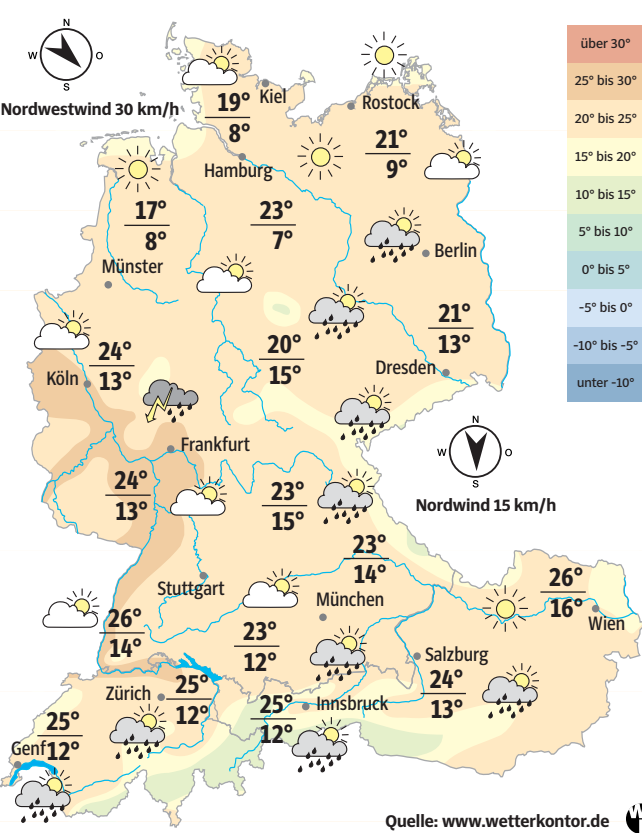 N
W O
S
Nordwestwind 30 km/h
über 30°
25° bis 30°
20° bis 25°
15° bis 20°
10° bis 15°
5° bis 10°
0° bis 5°
-5° bis 0°
-10° bis -5°
unter -10°
19°
8°
Kiel
Rostock
21°
9°
Hamburg
17°
8°
23°
7°
Berlin
Münster
21°
13°
24°
13°
Köln
20°
15°
Dresden
Frankfurt
N
W O
S
Nordwind 15 km/h
24°
13°
23°
15°
23°
14°
Stuttgart
München
26°
16°
Wien
26°
14°
23°
12°
Salzburg
24°
13°
Zürich
25°
12°
25°
12°
Innsbruck
25°
12°
Genf
Quelle: www.wetterkontor.de
W